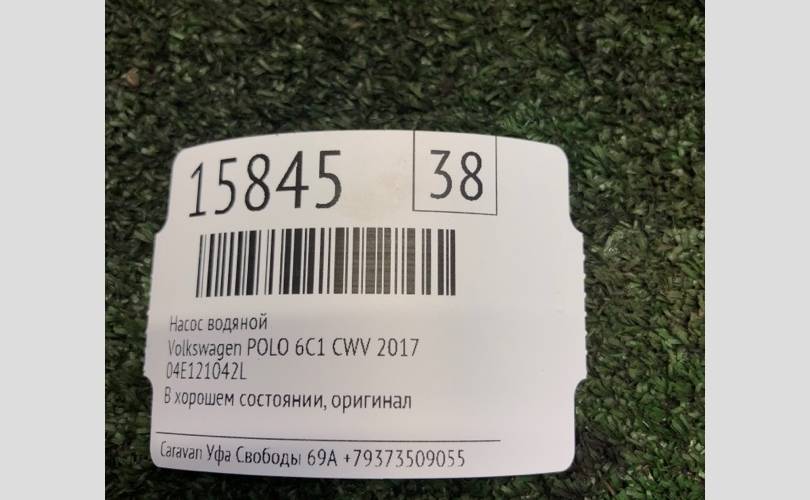 15845 38
Насос водяной
Volkswagen POLO 6C1 CWV 2017
04E121042L
В хорошем состоянии, оригинал
Caravan Уфа Свободы 69А +79373509055